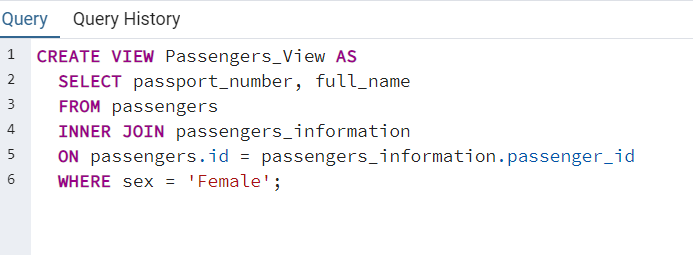 Query Query History
1 CREATE VIEW Passengers_View AS
2 SELECT passport_number, full_name
3 FROM passengers
4 INNER JOIN passengers_information
5 ON passengers.id = passengers_information.passenger_id
6 WHERE sex = 'Female';